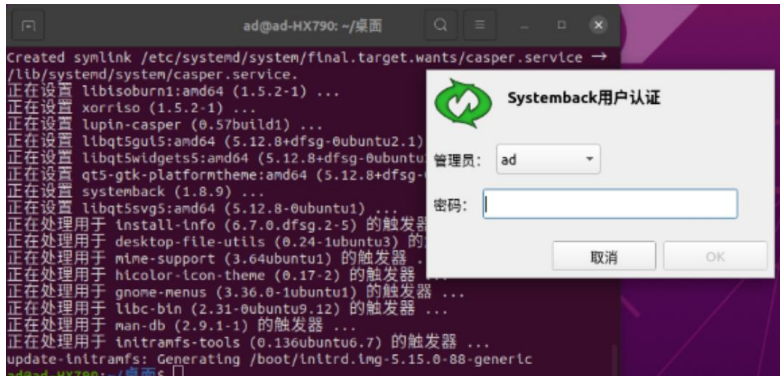 ad@ad-HX790: ~/桌面
Created symlink /etc/systemd/system/final.target.wants/casper.service →
/lib/systemd/system/casper.service.
正在设置 libisoburn1:amd64 (1.5.2-1) ...
正在设置 xorriso (1.5.2-1) ...
正在设置 lupin-casper (0.57build1) ...
正在设置 libqt5gui5:amd64 (5.12.8+dfsg-0ubuntu2.1)
正在设置 libqt5widgets5:amd64 (5.12.8+dfsg-0ubuntu
正在设置 qt5-gtk-platformtheme:amd64 (5.12.8+dfsg-
正在设置 systemback (1.8.9) ...
正在设置 libqt5svg5:amd64 (5.12.8-0ubuntu1) ...
正在处理用于 install-info (6.7.0.dfsg.2-5) 的触发器
正在处理用于 desktop-file-utils (0.24-1ubuntu3) 的
正在处理用于 mime-support (3.64ubuntu1) 的触发器 .
正在处理用于 hicolor-icon-theme (0.17-2) 的触发器
正在处理用于 gnome-menus (3.36.0-1ubuntu1) 的触发器 ...
正在处理用于 libc-bin (2.31-0ubuntu9.12) 的触发器 ...
正在处理用于 man-db (2.9.1-1) 的触发器 ...
正在处理用于 initramfs-tools (0.136ubuntu6.7) 的触发器 ...
update-initramfs: Generating /boot/initrd.img-5.15.0-88-generic
ad@ad-HX790:~/桌面$
Systemback用户认证
管理员: ad
密码:
取消 OK